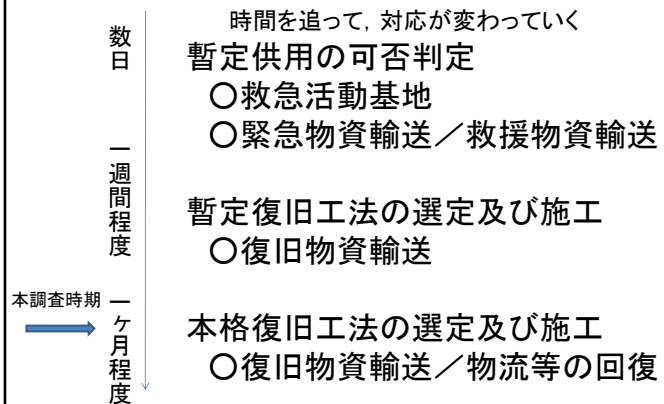 時間を追って，対応が変わっていく
数日
暫定供用の可否判定
○救急活動基地
○緊急物資輸送／救援物資輸送
一週間程度
暫定復旧工法の選定及び施工
○復旧物資輸送
本調査時期
一ヶ月程度
本格復旧工法の選定及び施工
○復旧物資輸送／物流等の回復